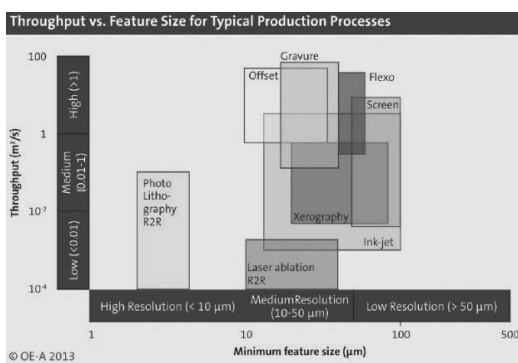 Throughput vs. Feature Size for Typical Production Processes
Throughput (m²/s)
100
1
10-2
10-4
High (>1)
Medium
(0.01-1)
Low (<0.01)
Gravure
Offset
Flexo
Screen
Photo
Litho-
graphy
R2R
Xerography
Ink-jet
Laser ablation
R2R
High Resolution (< 10 µm)
MediumResolution
(10-50 µm)
Low Resolution (> 50 µm)
1
10
100
500
Minimum feature size (µm)
© OE-A 2013